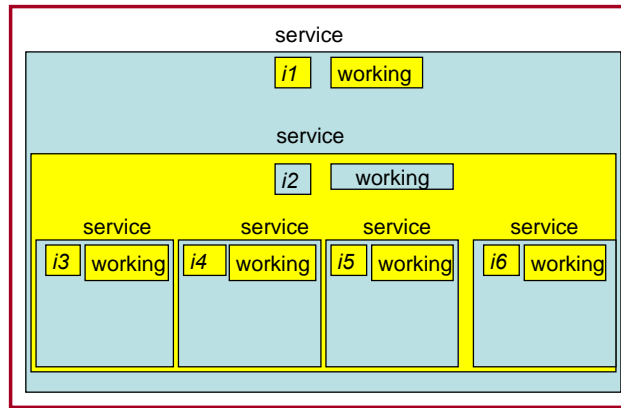 service
i1 working
service
i2 working
service service service service
i3 working i4 working i5 working i6 working